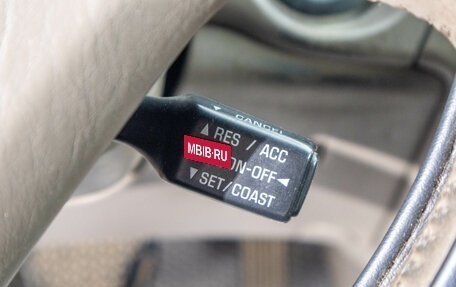 ▼ CANCEL
▲ RES / ACC
MBIB·RU
ON-OFF ◄
▼ SET/COAST